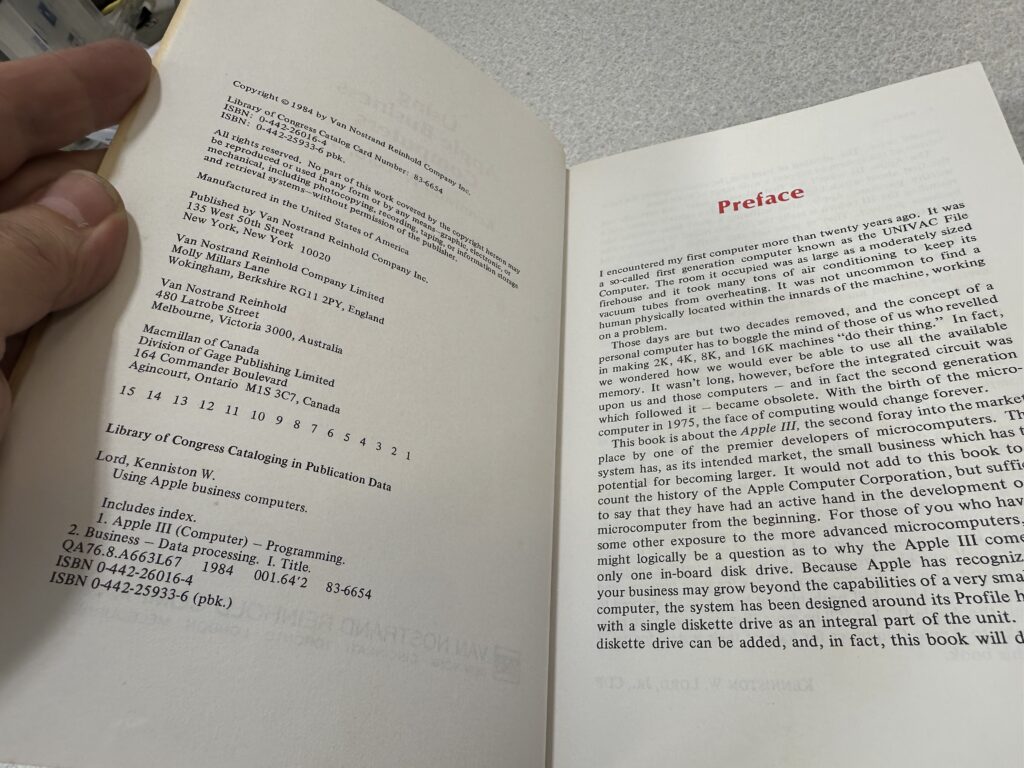 Copyright © 1984 by Van Nostrand Reinhold Company Inc.
Library of Congress Catalog Card Number: 83-6654
ISBN: 0-442-26016-4
ISBN: 0-442-25933-6 pbk.
All rights reserved. No part of this work covered by the copyright hereon may
be reproduced or used in any form or by any means—graphic, electronic, or
mechanical, including photocopying, recording, taping, or information storage
and retrieval systems—without permission of the publisher.
Manufactured in the United States of America
Published by Van Nostrand Reinhold Company Inc.
135 West 50th Street
New York, New York 10020
Van Nostrand Reinhold Company Limited
Molly Millars Lane
Wokingham, Berkshire RG11 2PY, England
Van Nostrand Reinhold
480 Latrobe Street
Melbourne, Victoria 3000, Australia
Macmillan of Canada
Division of Gage Publishing Limited
164 Commander Boulevard
Agincourt, Ontario M1S 3C7, Canada
15 14 13 12 11 10 9 8 7 6 5 4 3 2 1
Library of Congress Cataloging in Publication Data
Lord, Kenniston W.
Using Apple business computers.
Includes index.
1. Apple III (Computer) — Programming.
2. Business — Data processing. I. Title.
QA76.8.A663L67 1984 001.64'2 83-6654
ISBN 0-442-26016-4
ISBN 0-442-25933-6 (pbk.)
Preface
I encountered my first computer more than twenty years ago. It was
a so-called first generation computer known as the UNIVAC File
Computer. The room it occupied was as large as a moderately sized
firehouse and it took many tons of air conditioning to keep its
vacuum tubes from overheating. It was not uncommon to find a
human physically located within the innards of the machine, working
on a problem.
Those days are but two decades removed, and the concept of a
personal computer has to boggle the mind of those of us who revelled
in making 2K, 4K, 8K, and 16K machines “do their thing.” In fact,
we wondered how we would ever be able to use all the available
memory. It wasn't long, however, before the integrated circuit was
upon us and those computers — and in fact the second generation
which followed it — became obsolete. With the birth of the micro-
computer in 1975, the face of computing would change forever.
This book is about the Apple III, the second foray into the market
place by one of the premier developers of microcomputers. Th
system has, as its intended market, the small business which has t
potential for becoming larger. It would not add to this book to
count the history of the Apple Computer Corporation, but suffic
to say that they have had an active hand in the development o
microcomputer from the beginning. For those of you who hav
some other exposure to the more advanced microcomputers,
might logically be a question as to why the Apple III come
only one in-board disk drive. Because Apple has recogniz
your business may grow beyond the capabilities of a very sma
computer, the system has been designed around its Profile h
with a single diskette drive as an integral part of the unit.
diskette drive can be added, and, in fact, this book will d